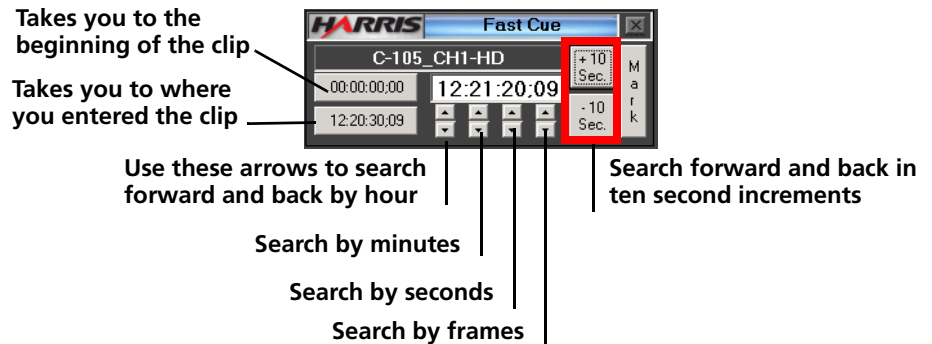 Takes you to the
beginning of the clip
Takes you to where
you entered the clip
HARRIS
Fast Cue
C-105_CH1-HD
00:00:00;00
12:21:20;09
12:20:30;09
+ 10
Sec.
- 10
Sec.
Mark
Use these arrows to search
forward and back by hour
Search forward and back in
ten second increments
Search by minutes
Search by seconds
Search by frames